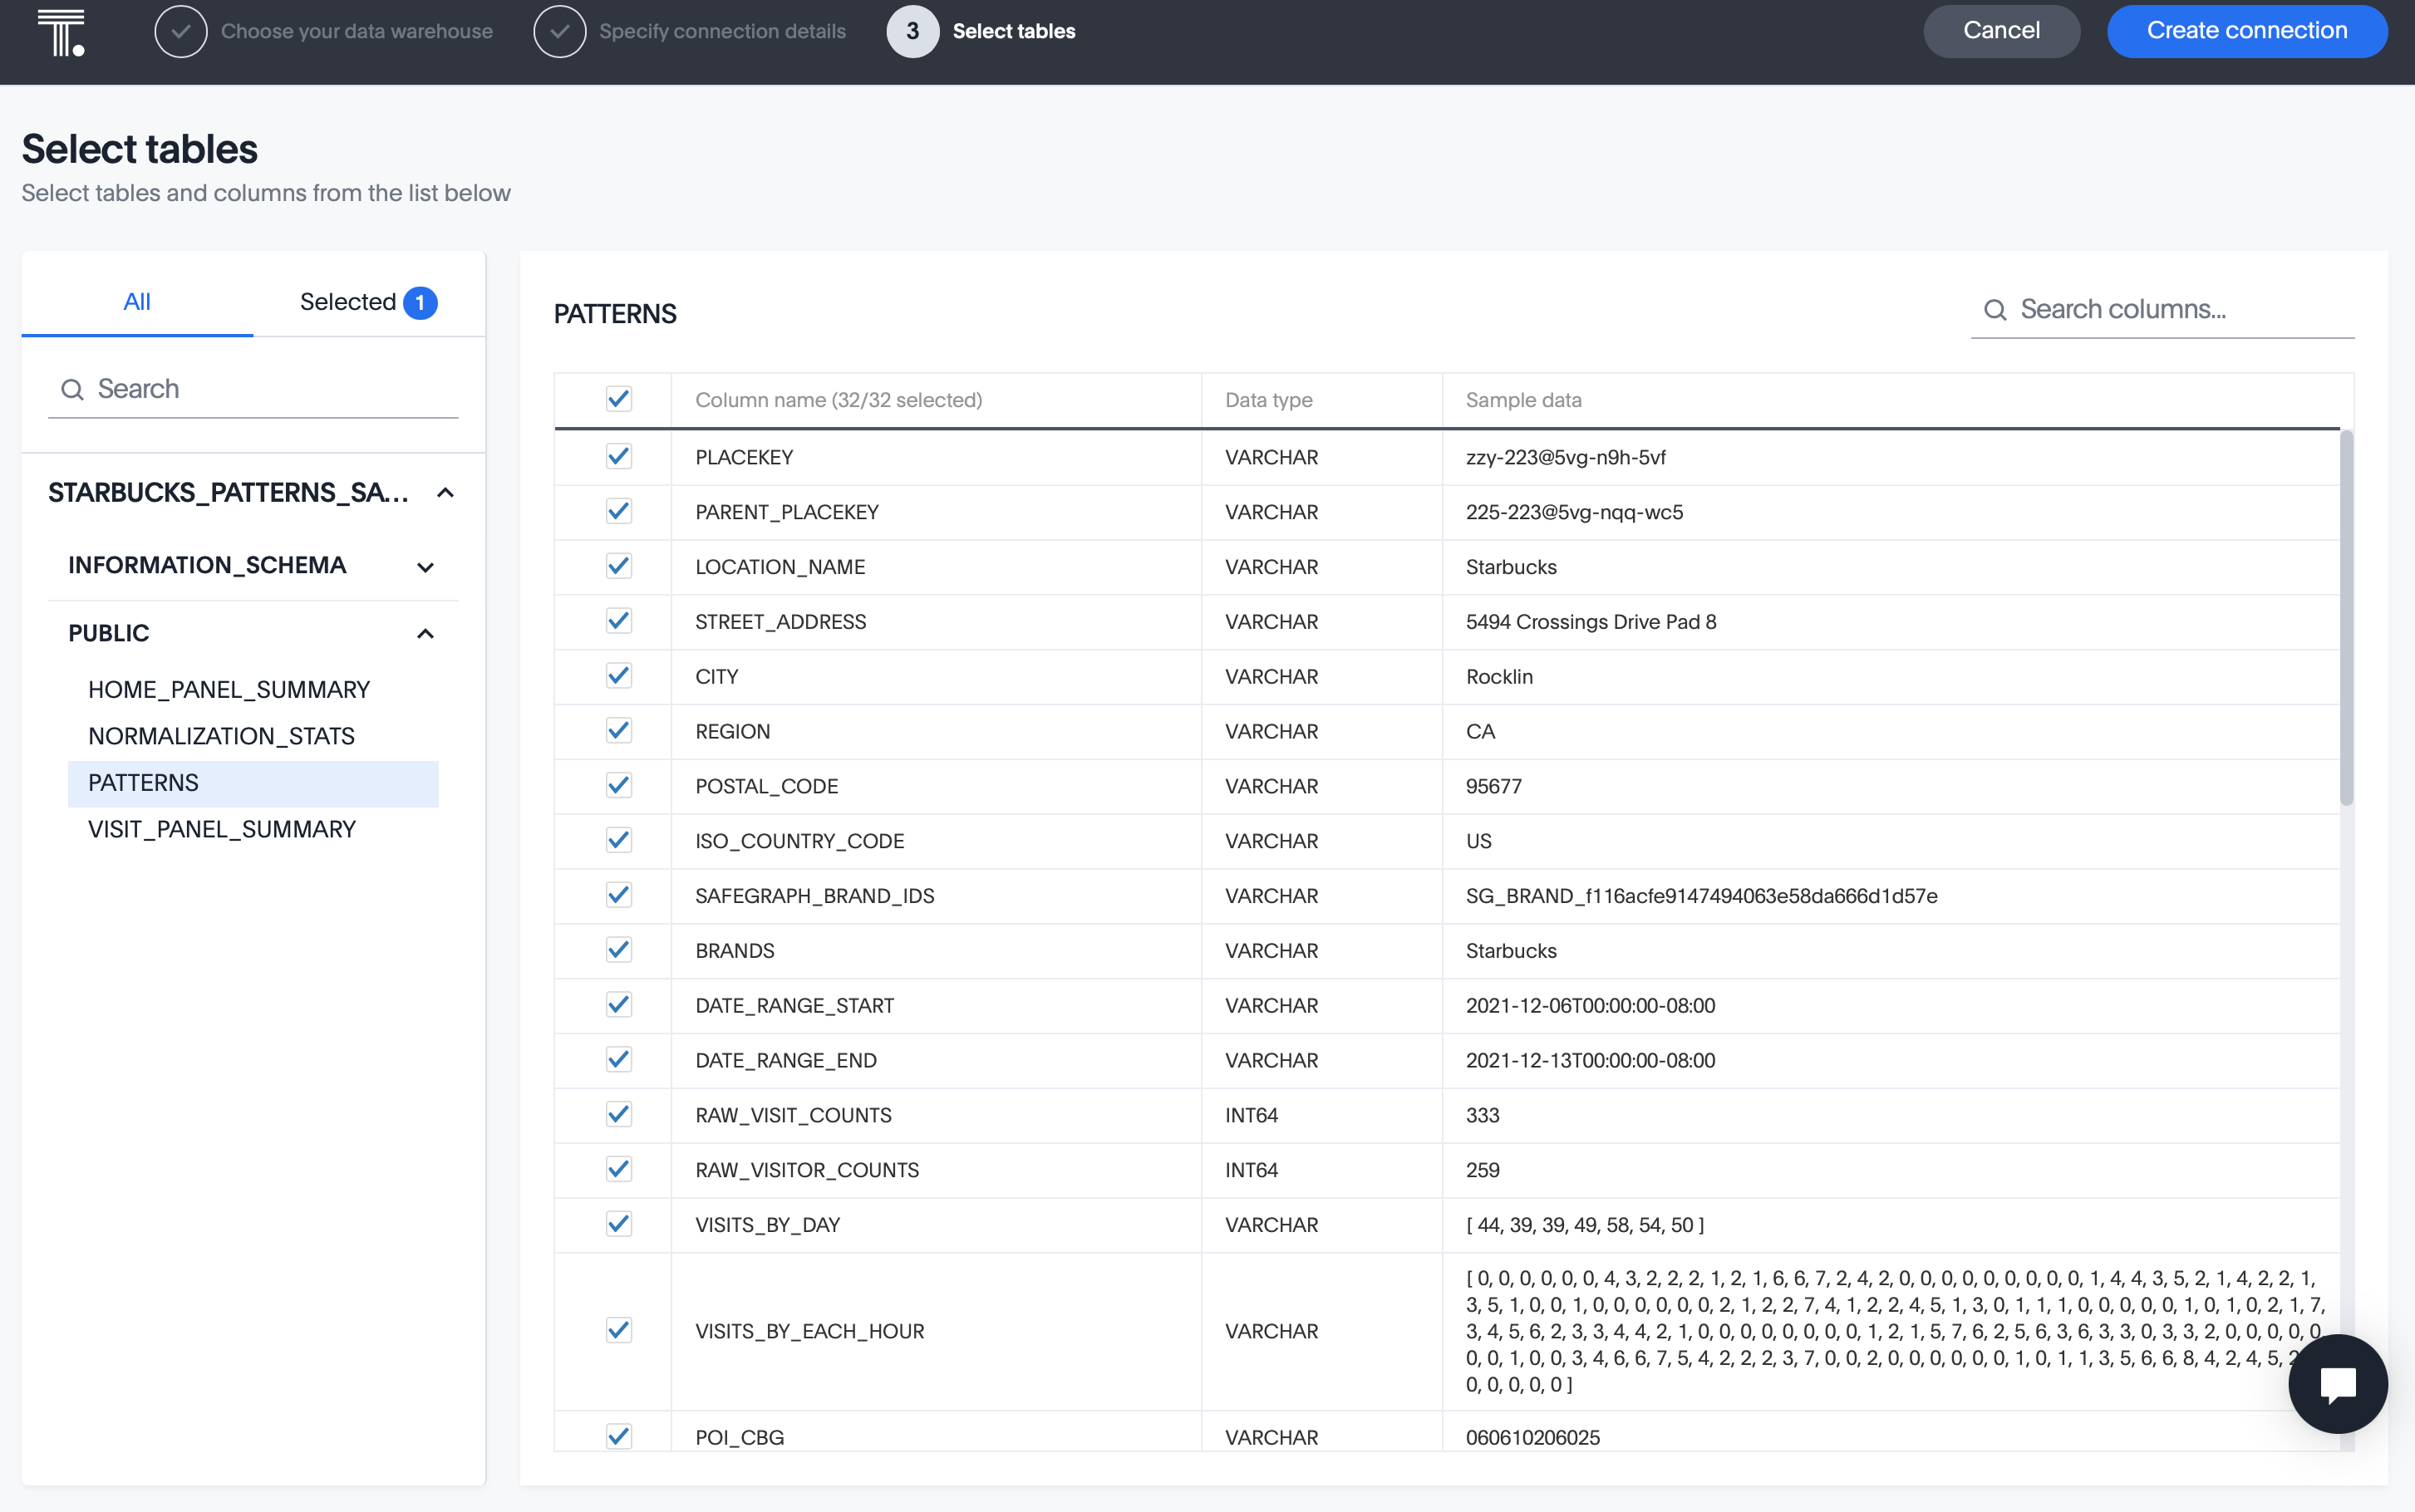 T.
Choose your data warehouse
Specify connection details
3 Select tables
Cancel
Create connection
Select tables
Select tables and columns from the list below
All
Selected 1
Search
STARBUCKS_PATTERNS_SA...
INFORMATION_SCHEMA
PUBLIC
HOME_PANEL_SUMMARY
NORMALIZATION_STATS
PATTERNS
VISIT_PANEL_SUMMARY
PATTERNS
Search columns...
Column name (32/32 selected) Data type Sample data
PLACEKEY VARCHAR zzy-223@5vg-n9h-5vf
PARENT_PLACEKEY VARCHAR 225-223@5vg-nqq-wc5
LOCATION_NAME VARCHAR Starbucks
STREET_ADDRESS VARCHAR 5494 Crossings Drive Pad 8
CITY VARCHAR Rocklin
REGION VARCHAR CA
POSTAL_CODE VARCHAR 95677
ISO_COUNTRY_CODE VARCHAR US
SAFEGRAPH_BRAND_IDS VARCHAR SG_BRAND_f116acfe9147494063e58da666d1d57e
BRANDS VARCHAR Starbucks
DATE_RANGE_START VARCHAR 2021-12-06T00:00:00-08:00
DATE_RANGE_END VARCHAR 2021-12-13T00:00:00-08:00
RAW_VISIT_COUNTS INT64 333
RAW_VISITOR_COUNTS INT64 259
VISITS_BY_DAY VARCHAR [ 44, 39, 39, 49, 58, 54, 50 ]
VISITS_BY_EACH_HOUR VARCHAR
[ 0, 0, 0, 0, 0, 0, 4, 3, 2, 2, 2, 1, 2, 1, 6, 6, 7, 2, 4, 2, 0, 0, 0, 0, 0, 0, 0, 0, 0, 1, 4, 4, 3, 5, 2, 1, 4, 2, 2, 1,
3, 5, 1, 0, 0, 1, 0, 0, 0, 0, 0, 0, 2, 1, 2, 2, 7, 4, 1, 2, 2, 4, 5, 1, 3, 0, 1, 1, 1, 0, 0, 0, 0, 0, 1, 0, 1, 0, 2, 1, 7,
3, 4, 5, 6, 2, 3, 3, 4, 4, 2, 1, 0, 0, 0, 0, 0, 0, 0, 0, 1, 2, 1, 5, 7, 6, 2, 5, 6, 3, 6, 3, 3, 0, 3, 3, 2, 0, 0, 0, 0, 0,
0, 0, 1, 0, 0, 3, 4, 6, 6, 7, 5, 4, 2, 2, 2, 3, 7, 0, 0, 2, 0, 0, 0, 0, 0, 0, 1, 0, 1, 1, 3, 5, 6, 6, 8, 4, 2, 4, 5,
0, 0, 0, 0, 0 ]
POI_CBG VARCHAR 060610206025